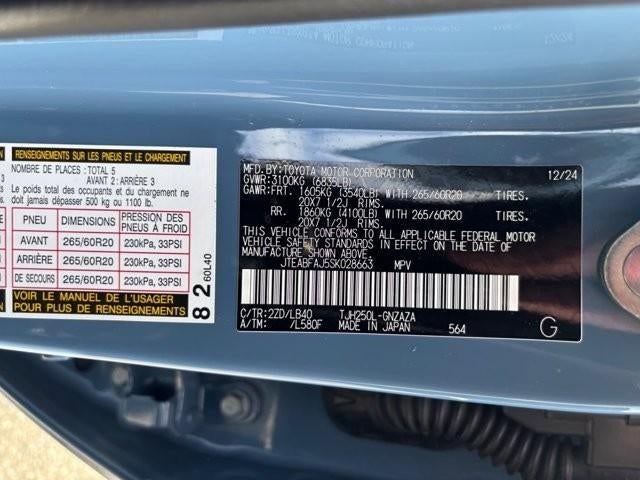 RENSEIGNEMENTS SUR LES PNEUS ET LE CHARGEMENT
NOMBRE DE PLACES : TOTAL 5
AVANT 2: ARRIÈRE 3
Le poids total des occupants et du chargement ne
doit jamais dépasser 500 kg ou 1100 lb.
PNEU DIMENSIONS PRESSION DES PNEUS À FROID
AVANT 265/60R20 230kPa, 33PSI
ARRIÈRE 265/60R20 230kPa, 33PSI
DE SECOURS 265/60R20 230kPa, 33PSI
VOIR LE MANUEL DE L'USAGER
POUR PLUS DE RENSEIGNEMENTS
8 2 60L40
MFD.BY:TOYOTA MOTOR CORPORATION 12/24
GVWR:3100KG (6835LB)
GAWR:FRT. 1605KG (3540LB) WITH 265/60R20 TIRES.
20X7 1/2J RIMS.
RR. 1860KG (4100LB) WITH 265/60R20 TIRES.
20X7 1/2J RIMS.
THIS VEHICLE CONFORMS TO ALL APPLICABLE FEDERAL MOTOR
VEHICLE SAFETY STANDARDS IN EFFECT ON THE DATE OF
MANUFACTURE SHOWN ABOVE.
JTEABFAJ5SK028663 MPV
C/TR:2ZD/LB40 TJH250L-GNZAZA
A/TM: /L580F MADE IN JAPAN 564 G